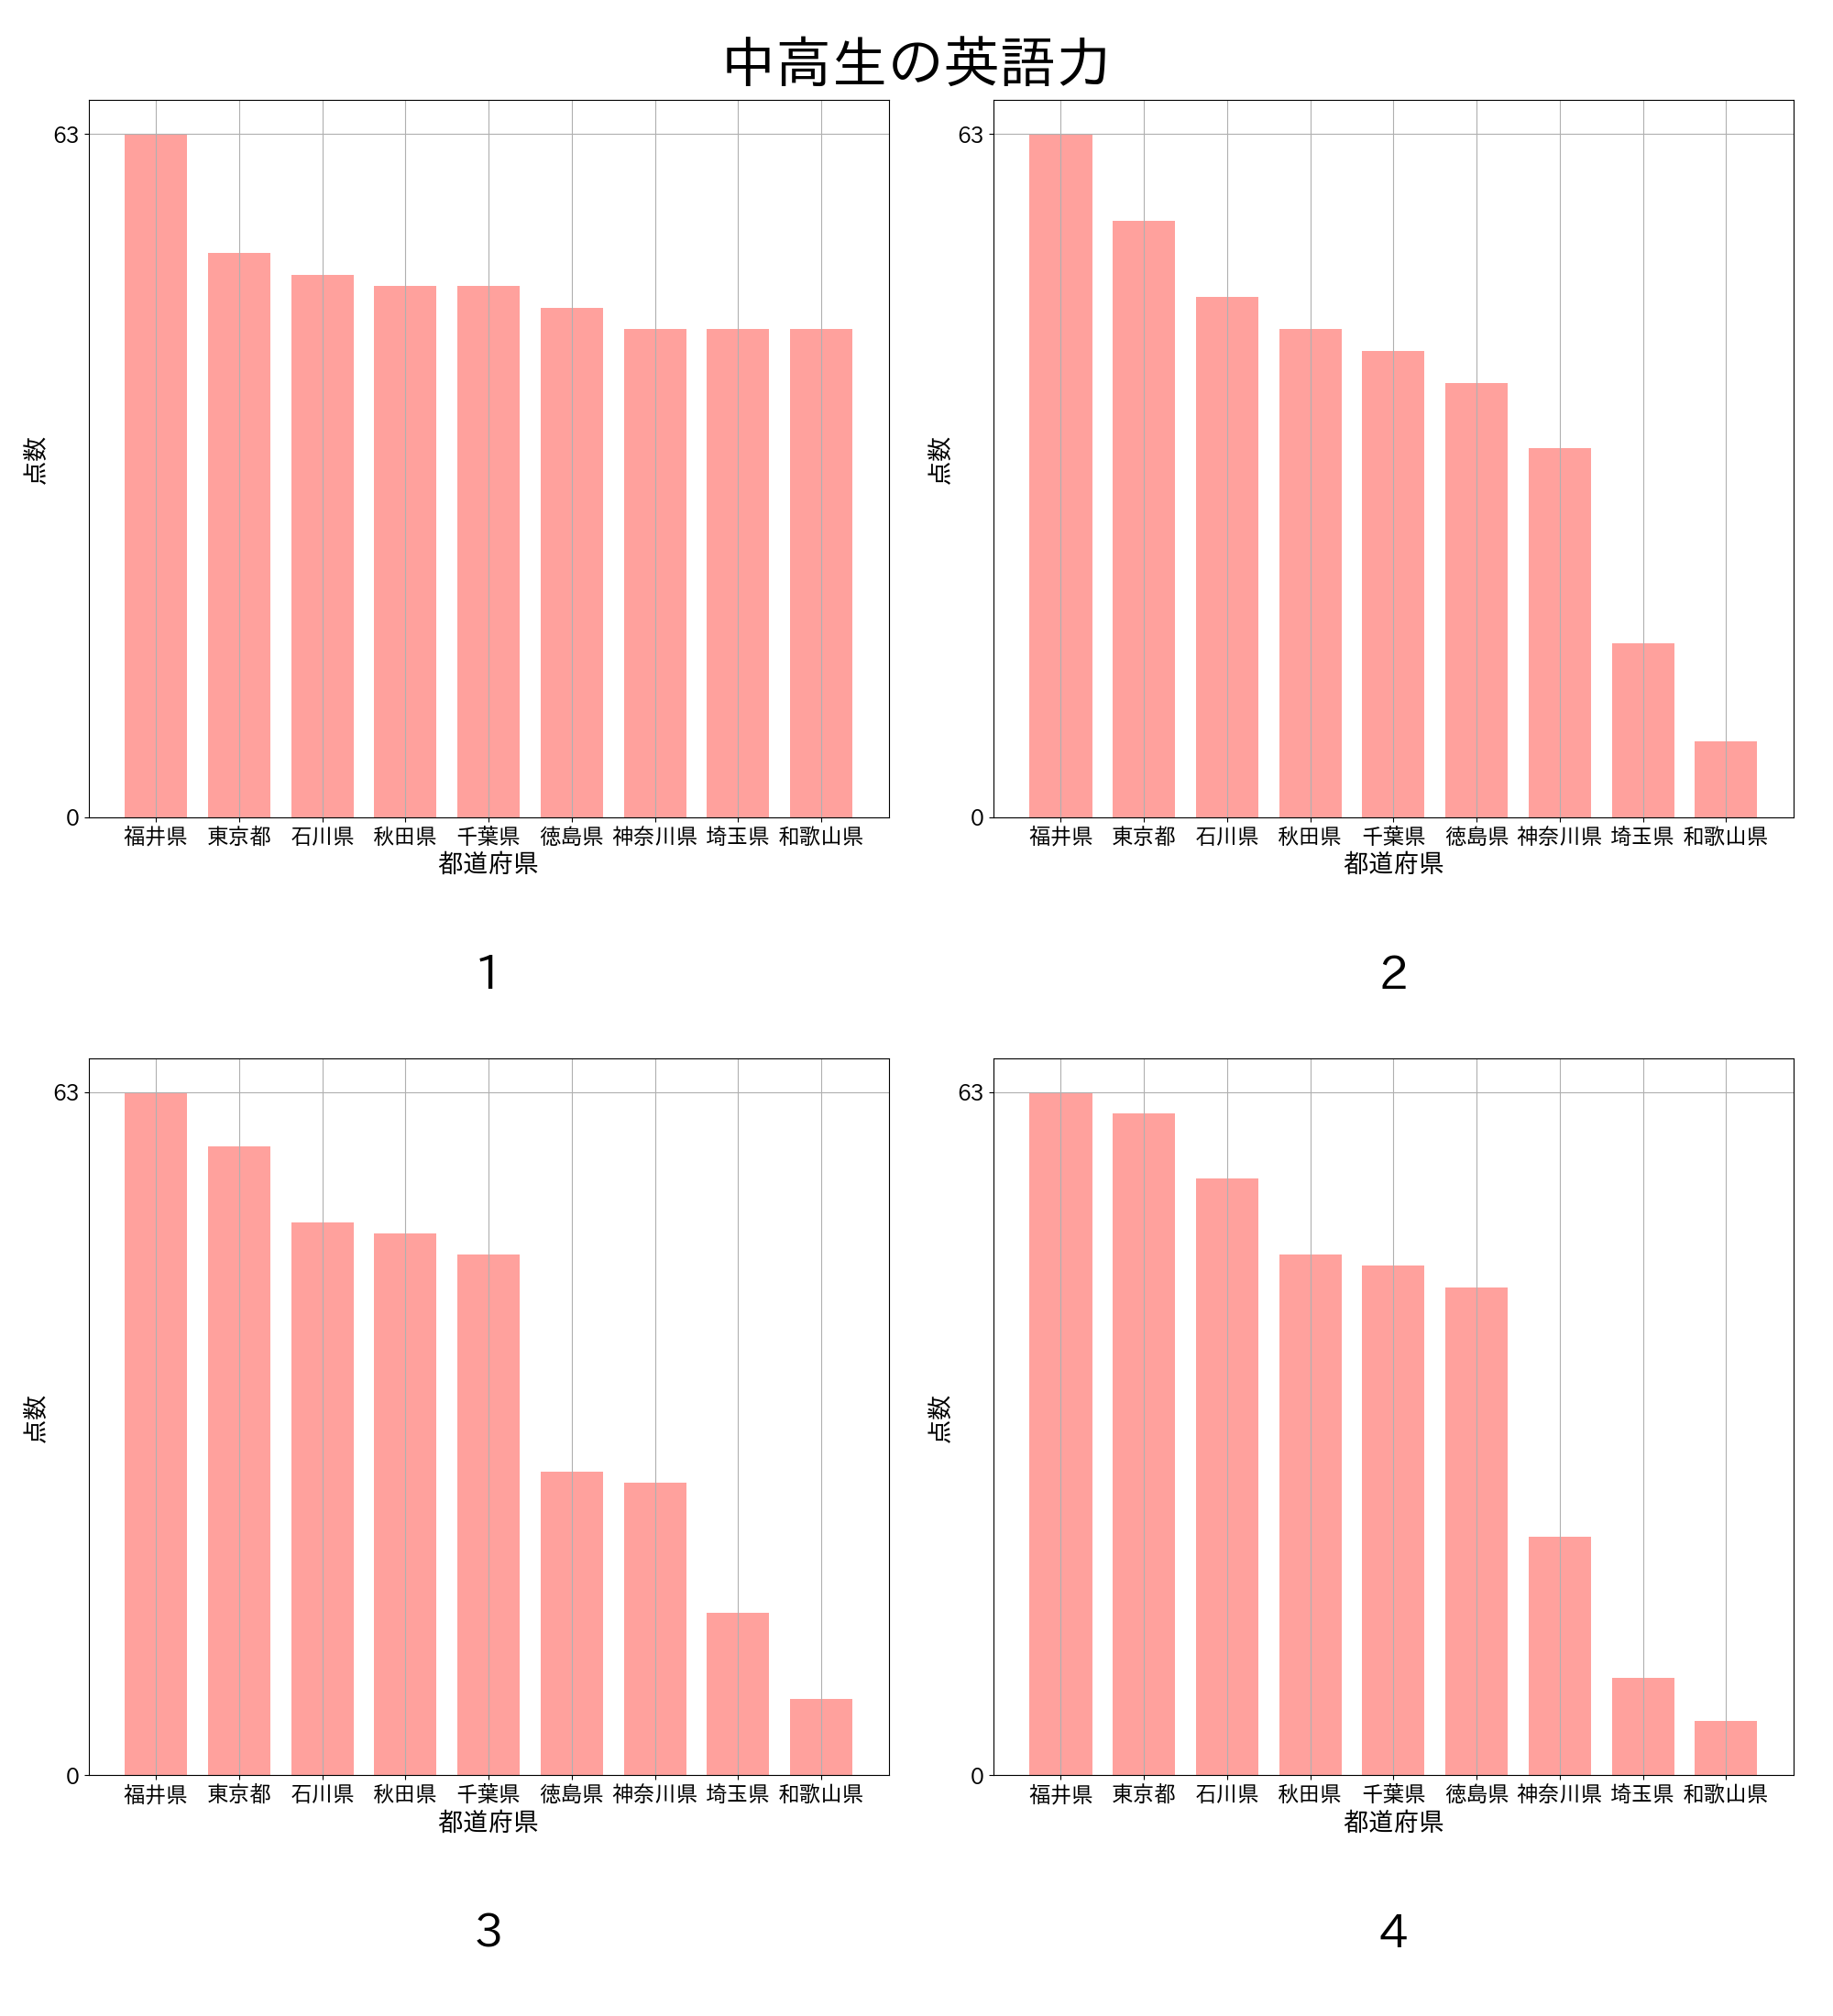 中高生の英語力
63
0
点数
福井県 東京都 石川県 秋田県 千葉県 徳島県 神奈川県 埼玉県 和歌山県
都道府県
1
63
0
点数
福井県 東京都 石川県 秋田県 千葉県 徳島県 神奈川県 埼玉県 和歌山県
都道府県
2
63
0
点数
福井県 東京都 石川県 秋田県 千葉県 徳島県 神奈川県 埼玉県 和歌山県
都道府県
3
63
0
点数
福井県 東京都 石川県 秋田県 千葉県 徳島県 神奈川県 埼玉県 和歌山県
都道府県
4